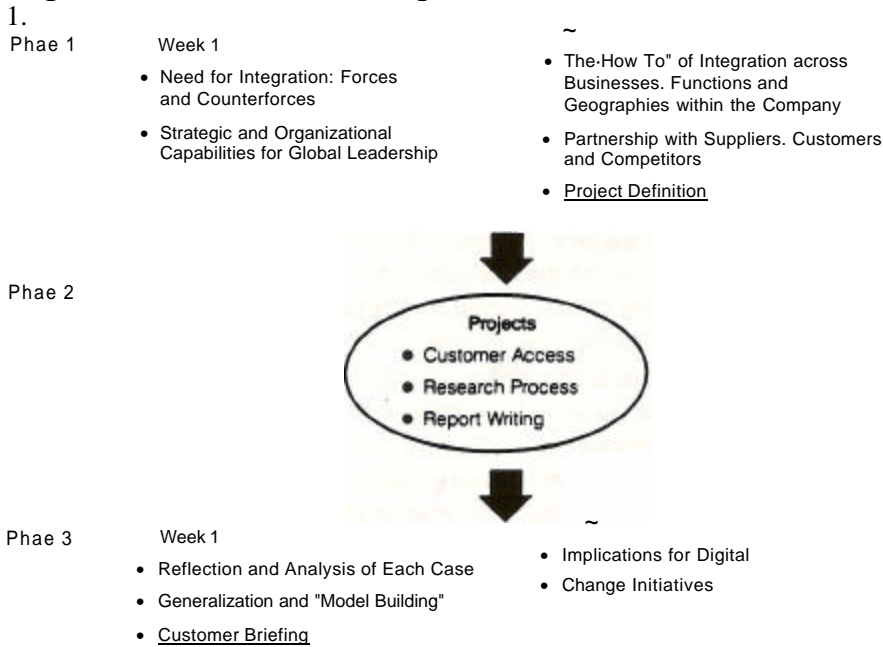 1.
Phae 1
Week 1
• Need for Integration: Forces
and Counterforces
• Strategic and Organizational
Capabilities for Global Leadership
~
• The·How To" of Integration across
Businesses. Functions and
Geographies within the Company
• Partnership with Suppliers. Customers
and Competitors
• Project Definition
Phae 2
Projects
• Customer Access
• Research Process
• Report Writing
Phae 3
Week 1
• Reflection and Analysis of Each Case
• Generalization and "Model Building"
• Customer Briefing
~
• Implications for Digital
• Change Initiatives